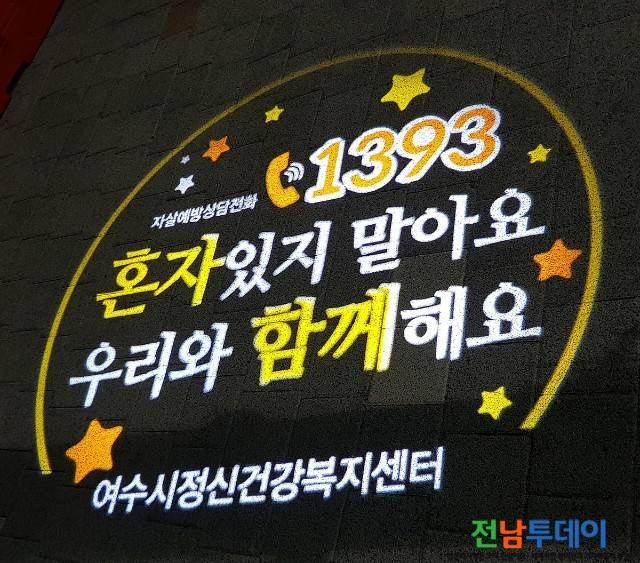 자살예방상담전화 1393
혼자있지 말아요
우리와 함께해요
여수시정신건강복지센터
전남투데이